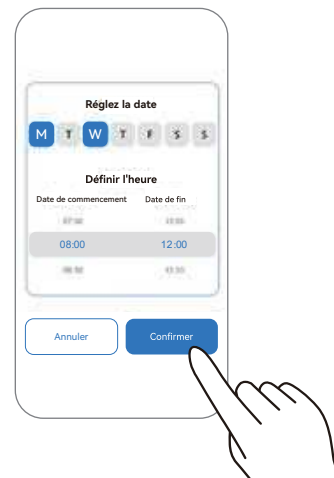 Réglez la date
M T W T F S S
Définir l'heure
Date de commencement Date de fin
08:00 12:00
Annuler Confirmer